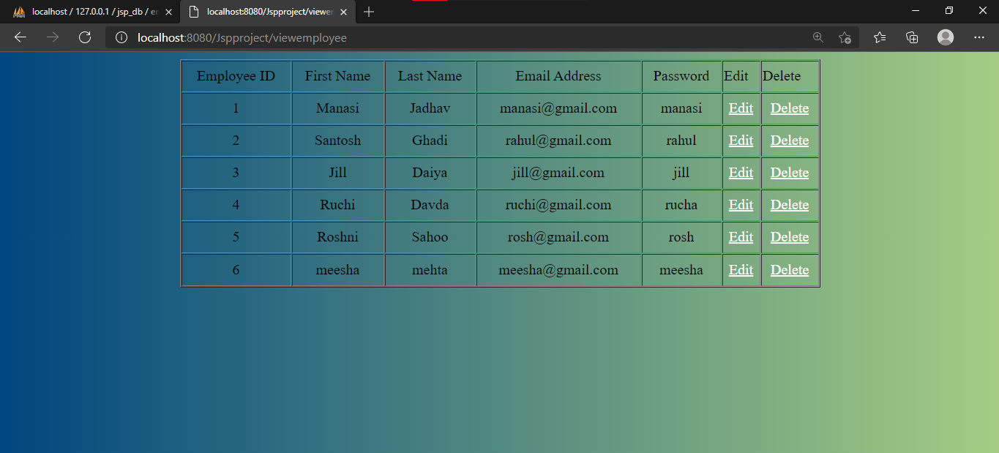 localhost / 127.0.0.1 / jsp_db / er
localhost:8080/Jspproject/viewer
localhost:8080/Jspproject/viewemployee
Employee ID First Name Last Name Email Address Password Edit Delete
1 Manasi Jadhav manasi@gmail.com manasi Edit Delete
2 Santosh Ghadi rahul@gmail.com rahul Edit Delete
3 Jill Daiya jill@gmail.com jill Edit Delete
4 Ruchi Davda ruchi@gmail.com rucha Edit Delete
5 Roshni Sahoo rosh@gmail.com rosh Edit Delete
6 meesha mehta meesha@gmail.com meesha Edit Delete